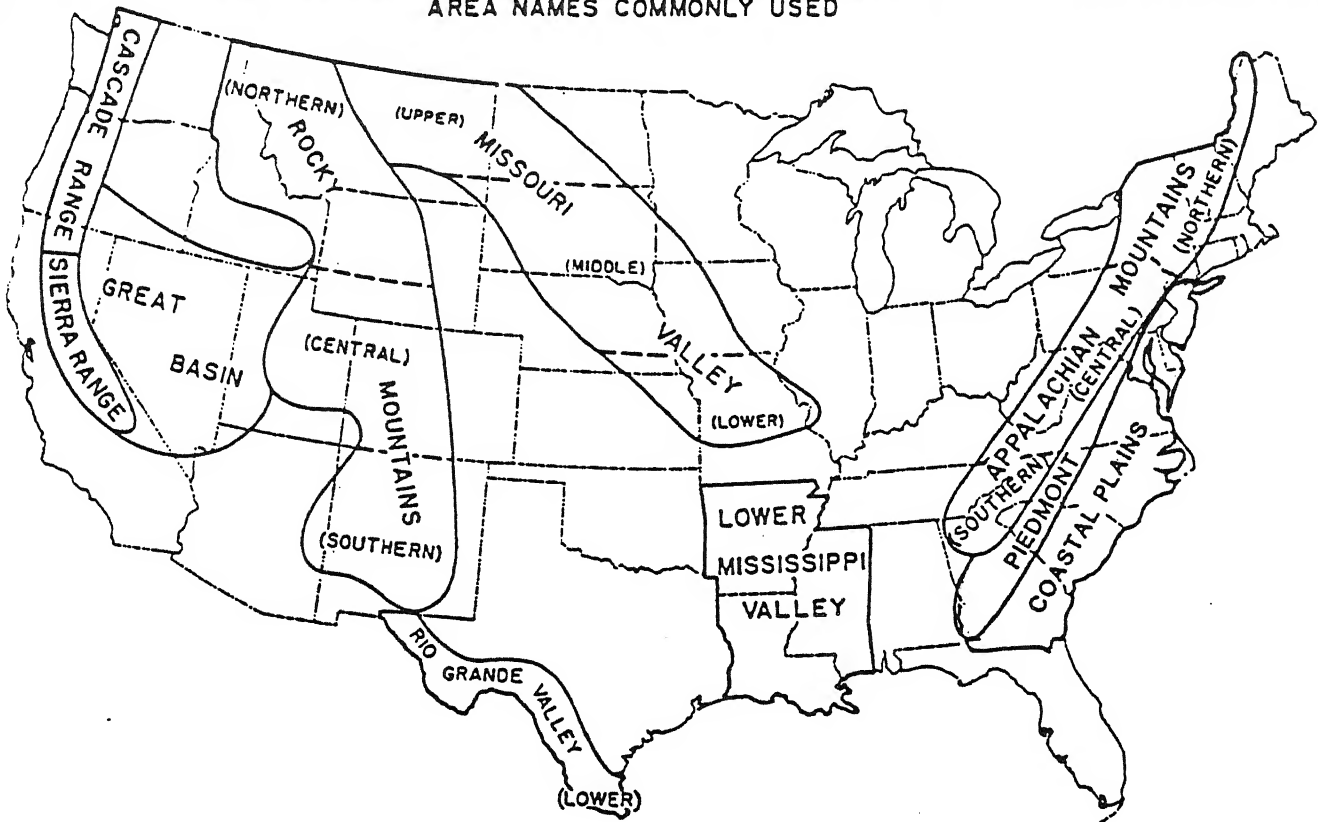 AREA NAMES COMMONLY USED
CASCADE RANGE
SIERRA RANGE
GREAT
BASIN
(NORTHERN)
ROCKY
(CENTRAL)
MOUNTAINS
(SOUTHERN)
(UPPER)
MISSOURI
(MIDDLE)
VALLEY
(LOWER)
LOWER
MISSISSIPPI
VALLEY
RIO
GRANDE
VALLEY
(LOWER)
APPALACHIAN MOUNTAINS
(SOUTHERN)
(CENTRAL)
(NORTHERN)
PIEDMONT
COASTAL PLAINS